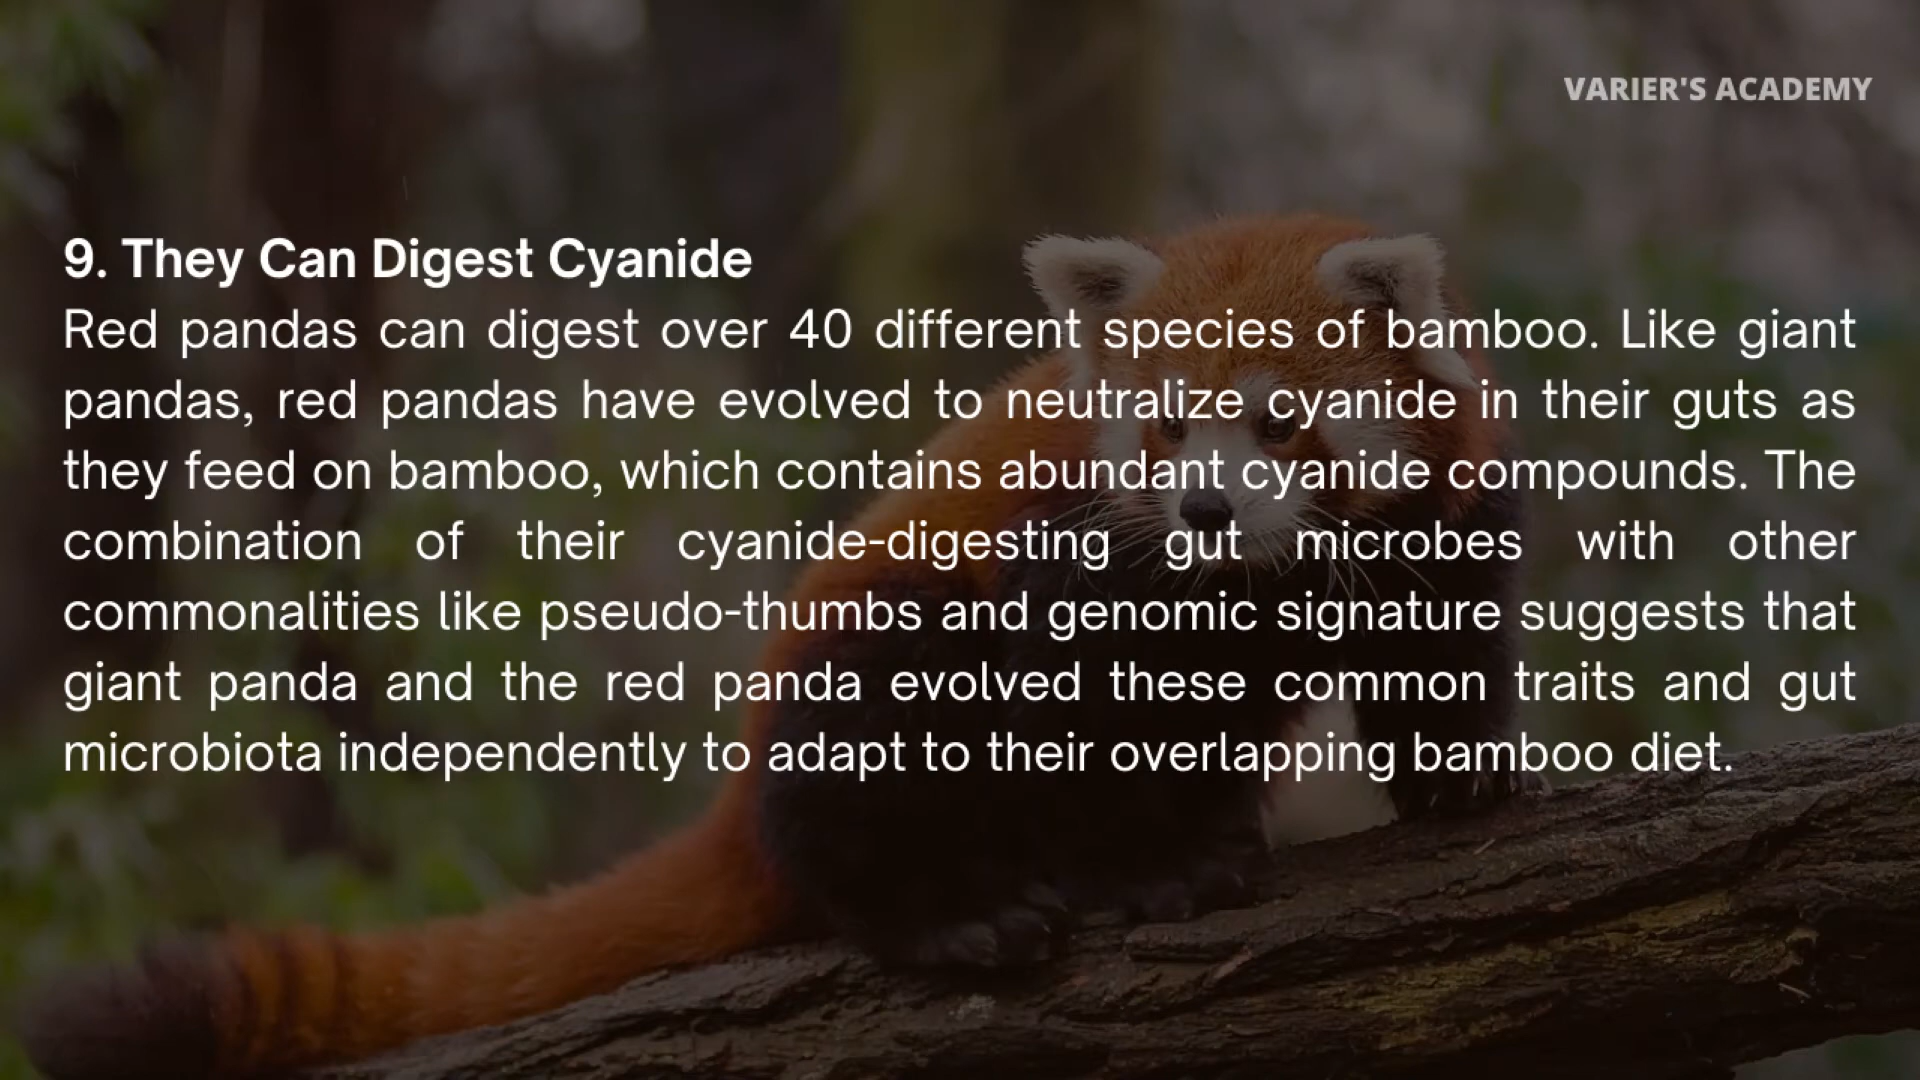 VARIER'S ACADEMY
9. They Can Digest Cyanide
Red pandas can digest over 40 different species of bamboo. Like giant
pandas, red pandas have evolved to neutralize cyanide in their guts as
they feed on bamboo, which contains abundant cyanide compounds. The
combination of their cyanide-digesting gut microbes with other
commonalities like pseudo-thumbs and genomic signature suggests that
giant panda and the red panda evolved these common traits and gut
microbiota independently to adapt to their overlapping bamboo diet.